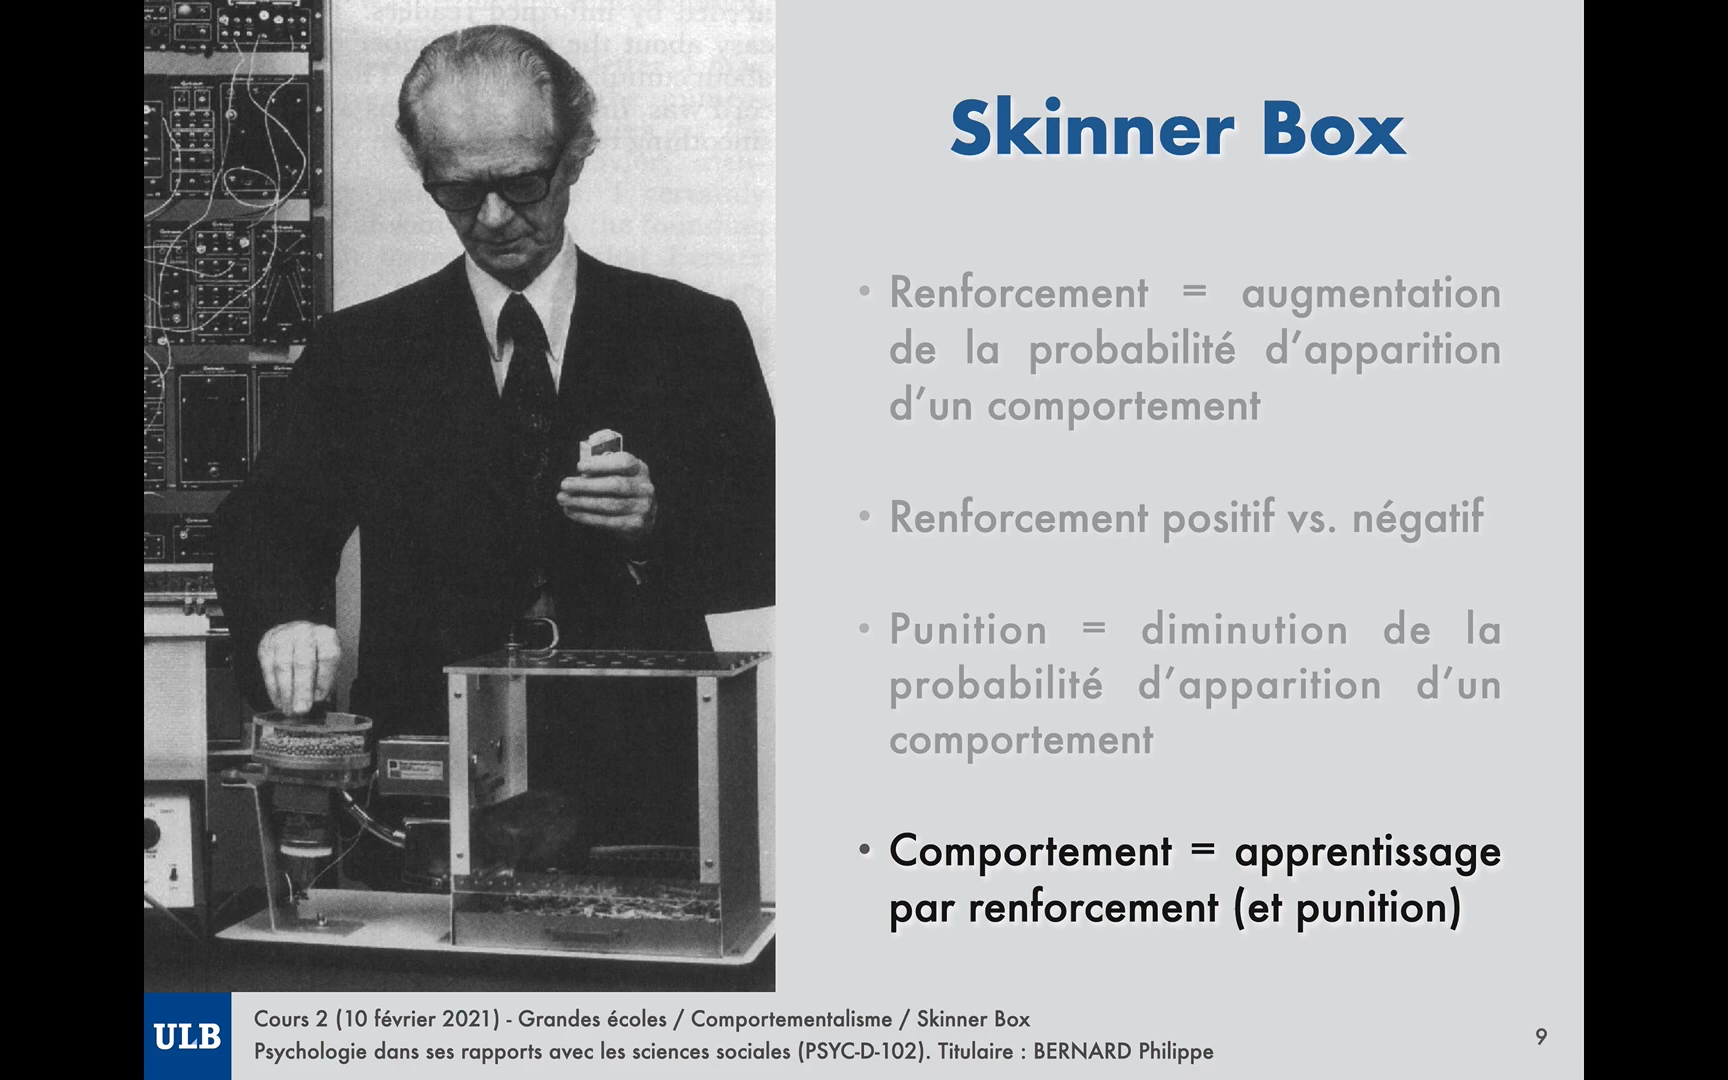 Skinner Box
• Renforcement = augmentation
de la probabilité d’apparition
d’un comportement
• Renforcement positif vs. négatif
• Punition = diminution de la
probabilité d’apparition d’un
comportement
• Comportement = apprentissage
par renforcement (et punition)
ULB
Cours 2 (10 février 2021) - Grandes écoles / Comportementalisme / Skinner Box
Psychologie dans ses rapports avec les sciences sociales (PSYC-D-102). Titulaire : BERNARD Philippe
9